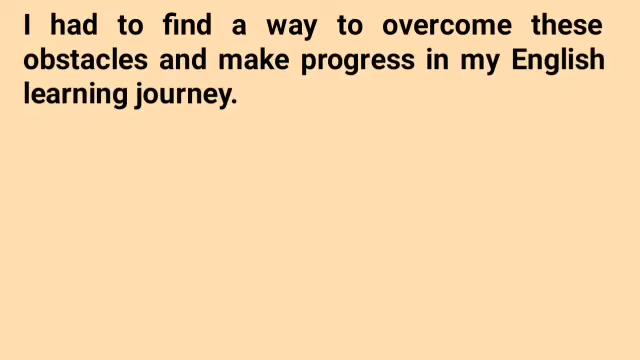 I had to find a way to overcome these
obstacles and make progress in my English
learning journey.